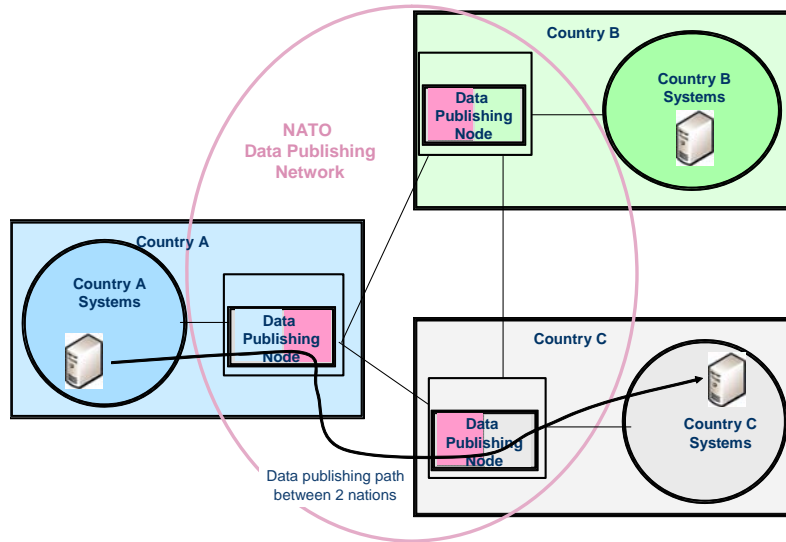 Country B
Country B
Systems
Data
Publishing
Node
NATO
Data Publishing
Network
Country A
Country A
Systems
Data
Publishing
Node
Country C
Data
Publishing
Node
Country C
Systems
Data publishing path
between 2 nations